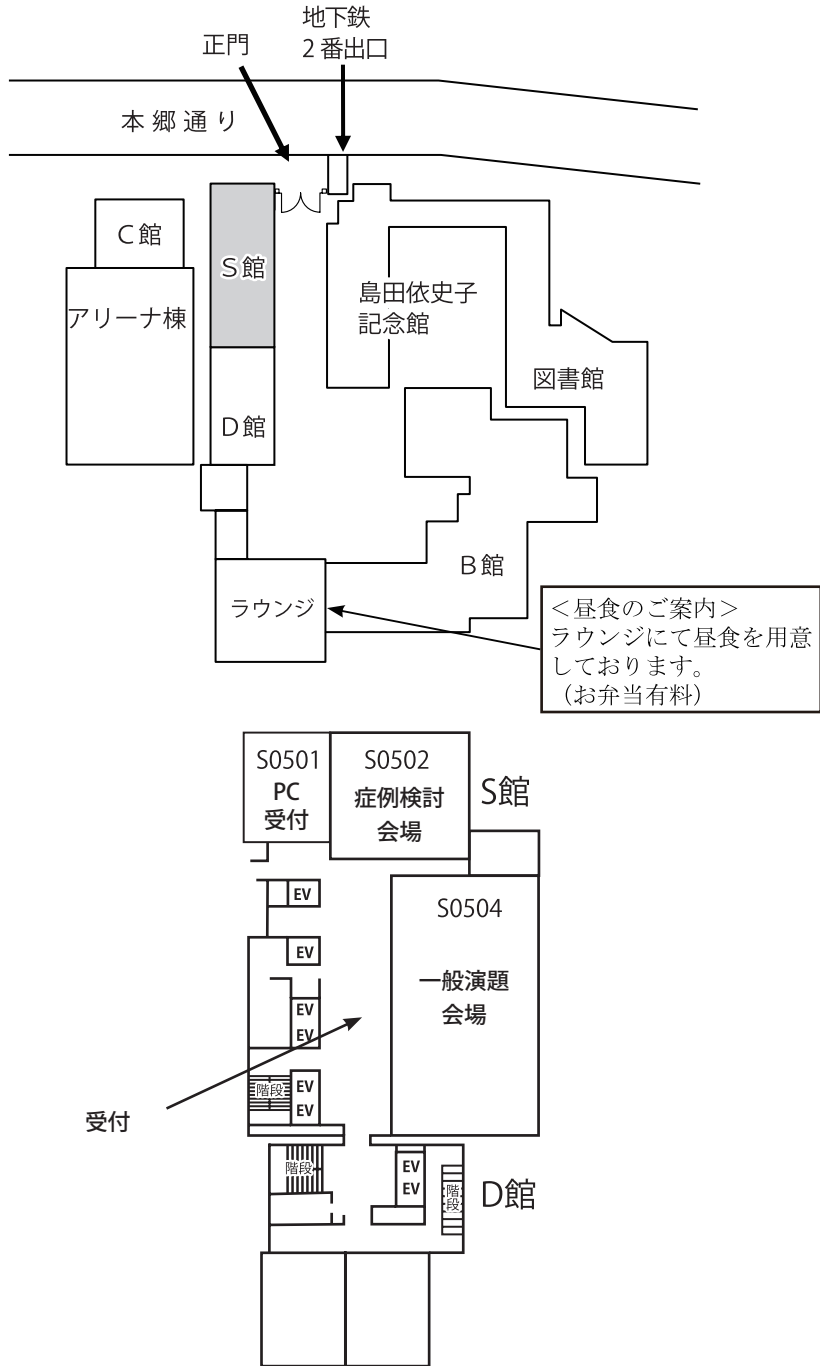 地下鉄
２番出口
正門
本郷通り
C館
S館
アリーナ棟
島田依史子
記念館
図書館
D館
B館
ラウンジ
＜昼食のご案内＞
ラウンジにて昼食を用意
しております。
（お弁当有料）
S0501
PC
受付
S0502
症例検討
会場
S館
EV
S0504
EV
一般演題
会場
EV
EV
階段
EV
EV
受付
階段
EV
EV
階段
D館